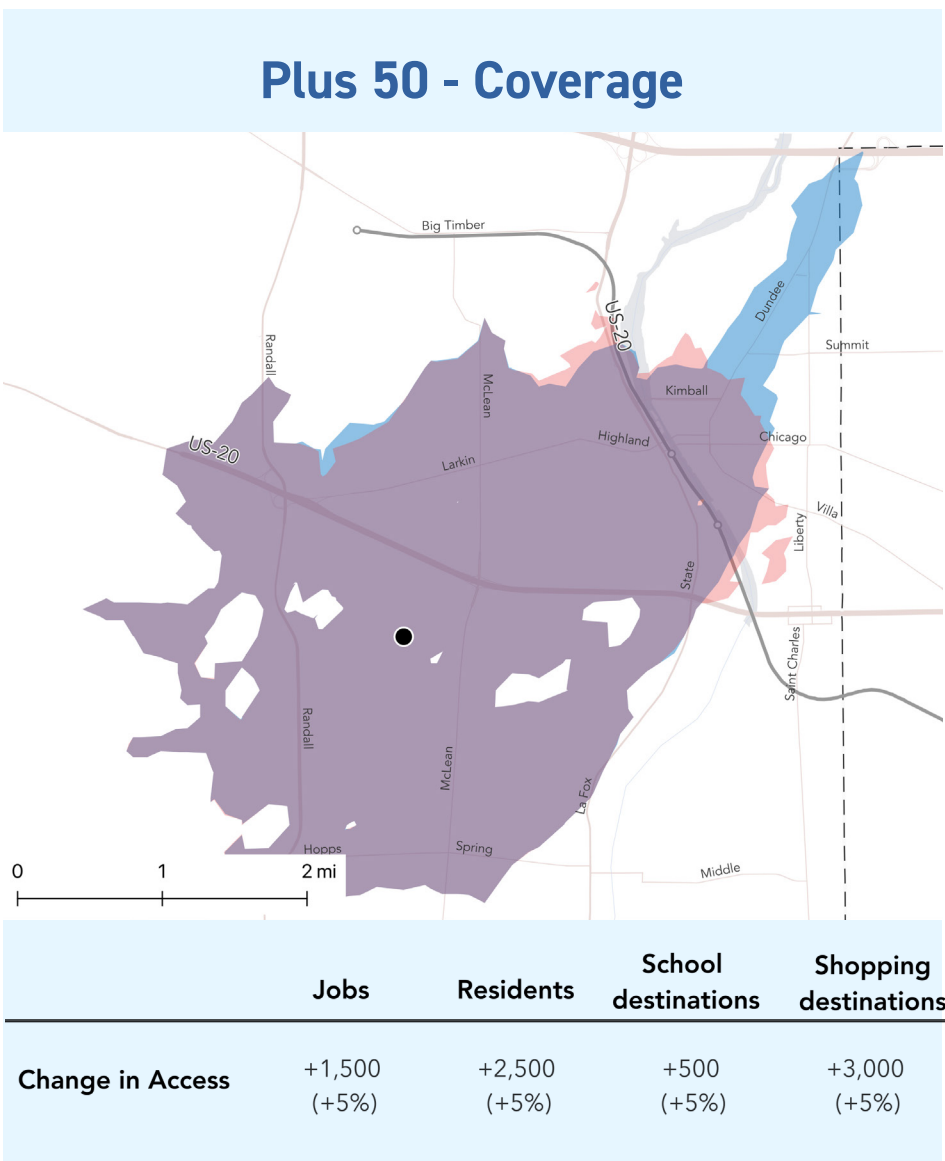 Plus 50 - Coverage
Big Timber
US-20
Dundee
Summit
Randall
McLean
Kimball
US-20
Highland
Chicago
Larkin
Villa
Liberty
State
Saint Charles
Randall
McLean
La Fox
Hopps
Spring
Middle
0 1 2 mi
Jobs Residents School destinations Shopping destinations
Change in Access +1,500 +2,500 +500 +3,000
(+5%) (+5%) (+5%) (+5%)